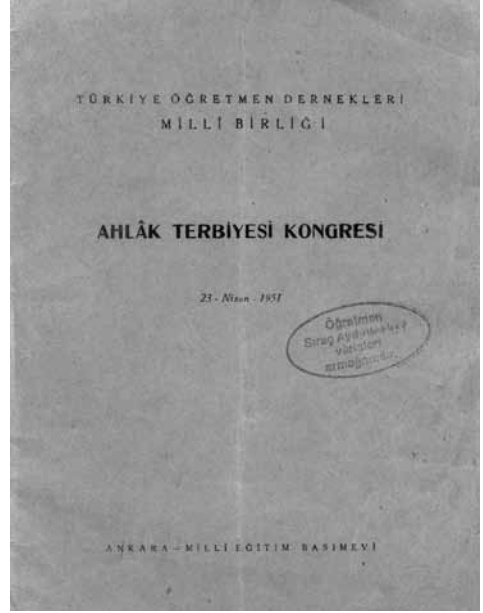 TÜRKİYE ÖĞRETMEN DERNEKLERİ
MİLLÎ BİRLİĞİ
AHLÂK TERBİYESİ KONGRESİ
23 - Nisan - 1951
Öğretmen
Sıraç
ANKARA — MİLLÎ EĞİTİM BASIMEVİ